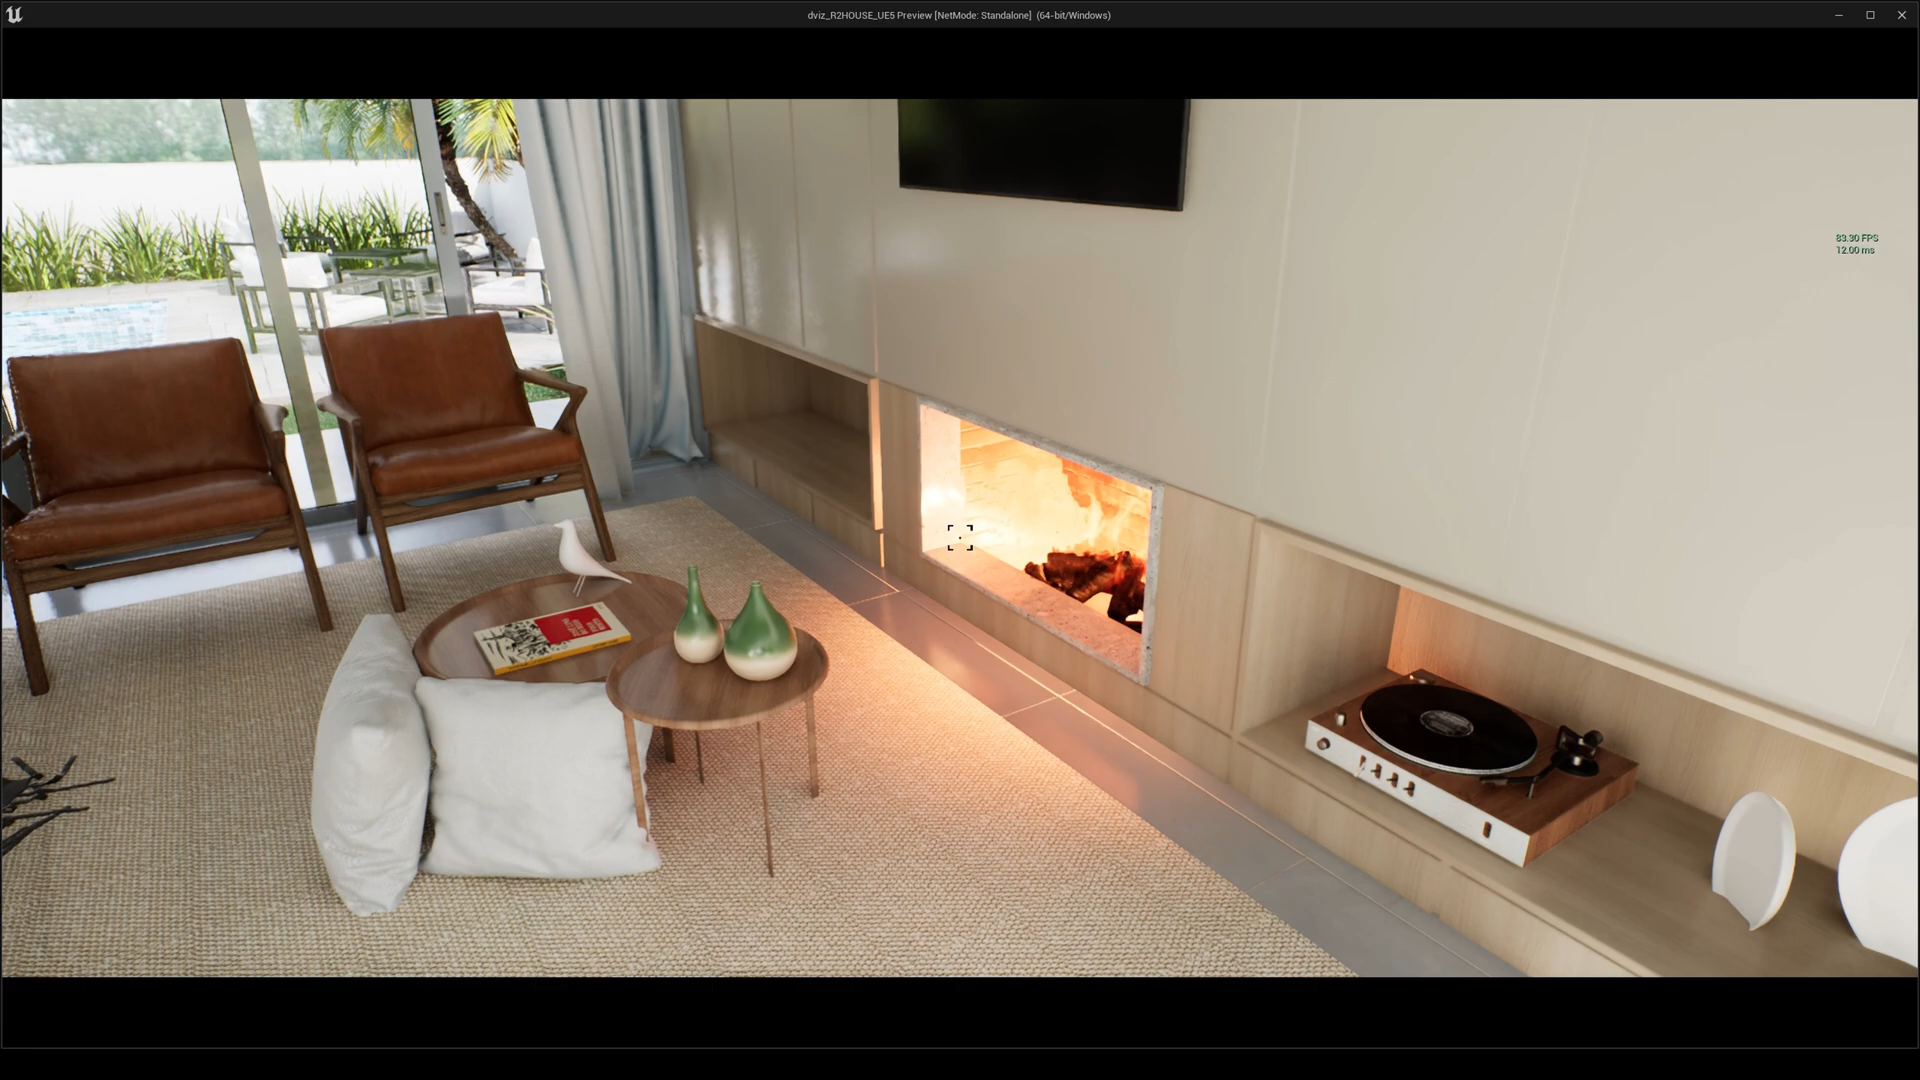 dviz_R2HOUSE_UE5 Preview [NetMode: Standalone] (64-bit/Windows)
83.30 FPS
12.00 ms